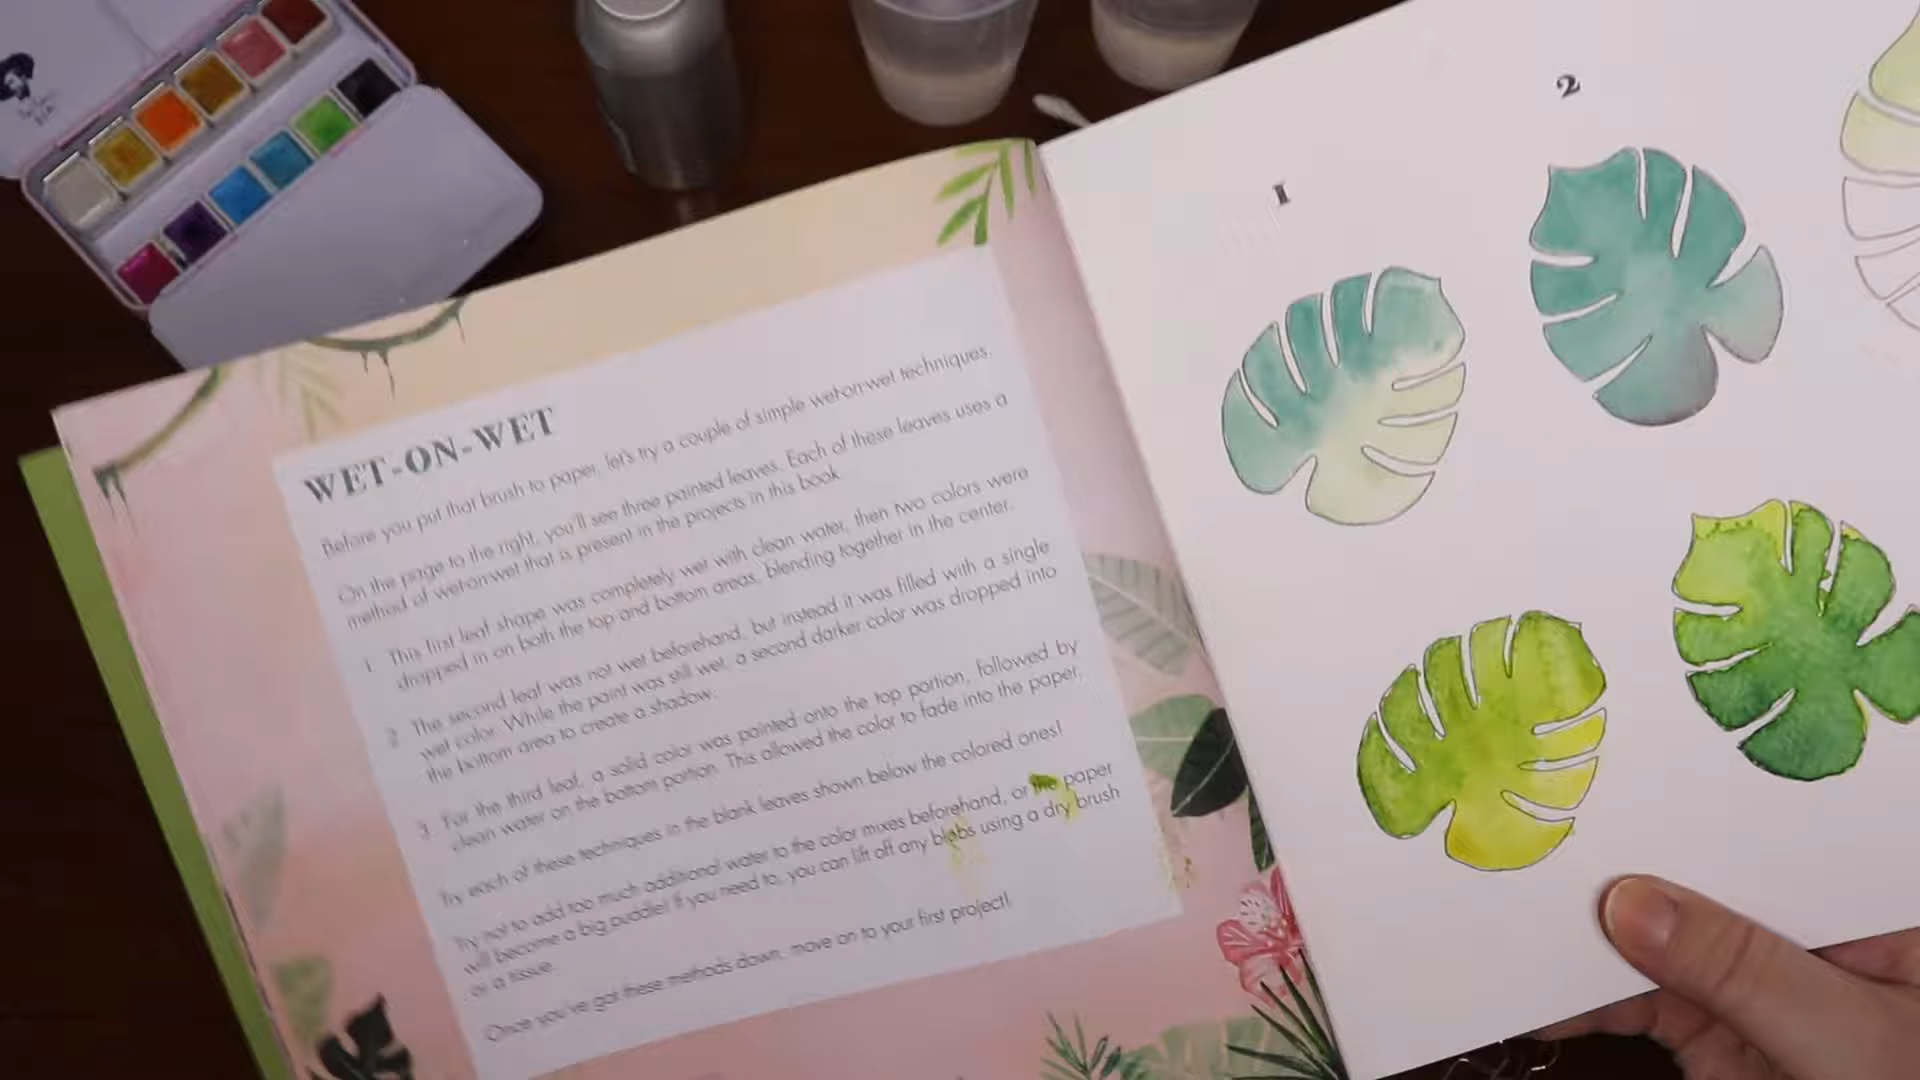 WET-ON-WET
Before you put that brush to paper, let's try a couple of simple wet-on-wet techniques.
On the page to the right, you'll see three painted leaves. Each of these leaves uses a
method of wet-on-wet that is present in the projects in this book.
1 This first leaf shape was completely wet with clean water, then two colors were
dropped in on both the top and bottom areas, blending together in the center.
2 The second leaf was not wet beforehand, but instead it was filled with a single
wet color. While the paint was still wet, a second darker color was dropped into
the bottom area to create a shadow.
3 For the third leaf, a solid color was painted onto the top portion, followed by
clean water on the bottom portion. This allowed the color to fade into the paper.
Try each of these techniques in the blank leaves shown below the colored ones!
Try not to add too much additional water to the color mixes beforehand, or the paper
will become a big puddle! If you need to, you can lift off any blobs using a dry brush
or a tissue.
Once you've got these methods down, move on to your first project!
1
2